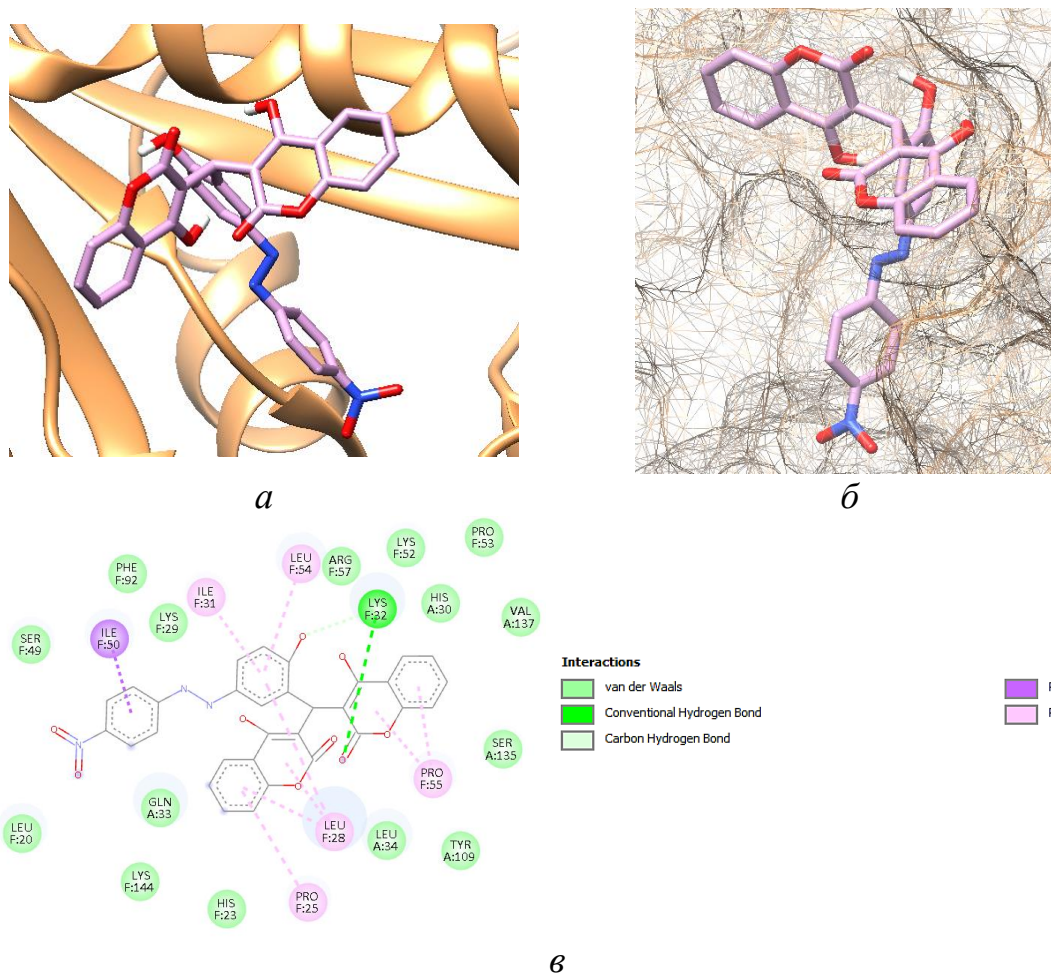 а
б
PHE
F:92
LEU
F:54
ARG
F:57
LYS
F:52
PRO
F:53
ILE
F:31
LYS
F:32
HIS
A:30
VAL
A:137
SER
F:49
ILE
F:50
LYS
F:29
H
O
N
N
N
O
O
O
O
O
O
O
O
Interactions
van der Waals
Conventional Hydrogen Bond
Carbon Hydrogen Bond
P
P
SER
A:135
PRO
F:55
GLN
A:33
LEU
F:20
LEU
F:28
LEU
A:34
TYR
A:109
LYS
F:144
HIS
F:23
PRO
F:25
в